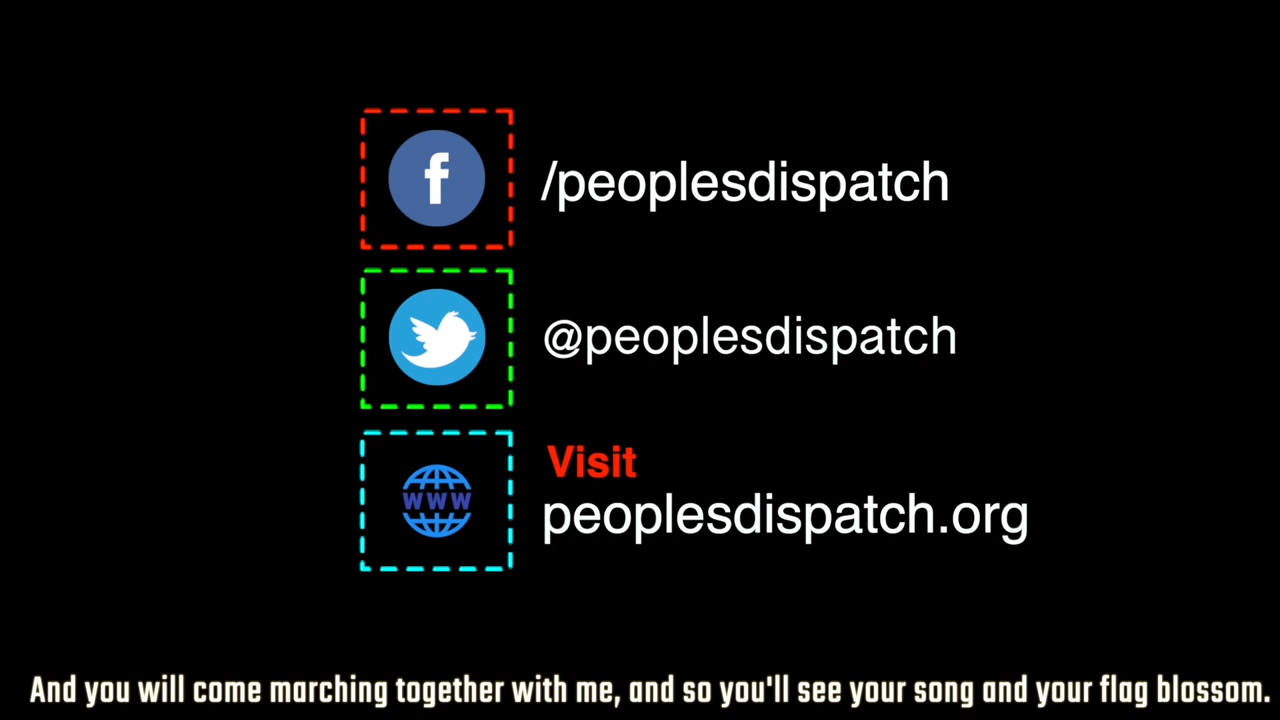 f
/peoplesdispatch
@peoplesdispatch
Visit
WWW
peoplesdispatch.org
And you will come marching together with me, and so you'll see your song and your flag blossom.